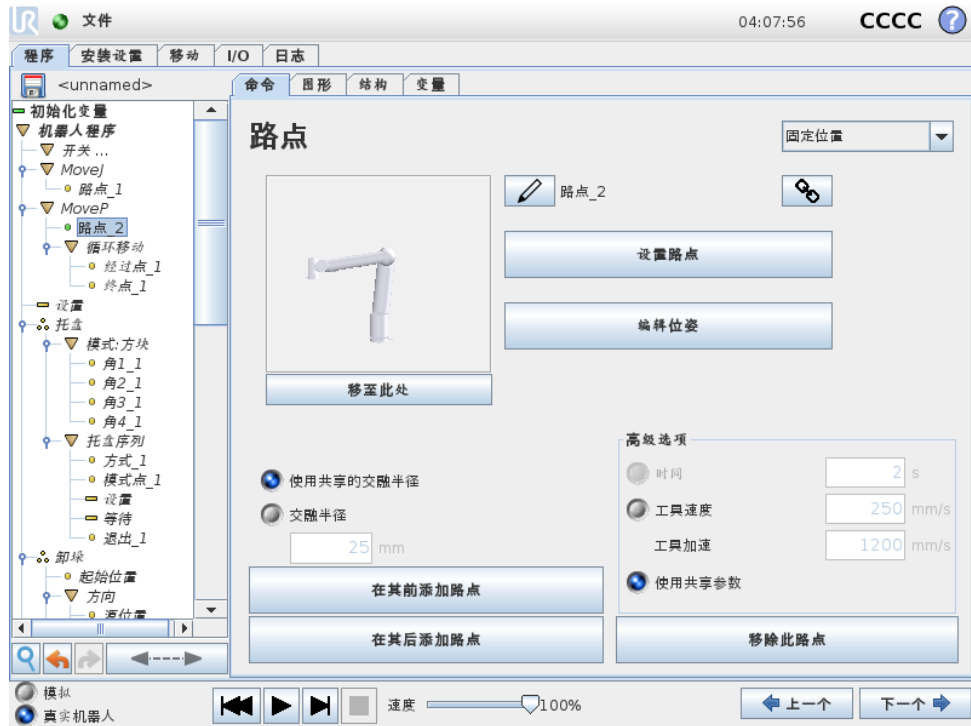 UR 文件 04:07:56 CCCC ?
程序 安装设置 移动 I/O 日志
<unnamed>
命令 图形 结构 变量
初始化变量
机器人程序
开关 ...
MoveJ
路点_1
MoveP
路点_2
循环移动
经过点_1
终点_1
设置
托盘
模式:方块
角1_1
角2_1
角3_1
角4_1
托盘序列
方式_1
模式点_1
设置
等待
退出_1
卸垛
起始位置
方向
源位置
路点
固定位置
路点_2
设置路点
编辑位姿
移至此处
使用共享的交融半径
交融半径
25 mm
高级选项
时间 2 s
工具速度 250 mm/s
工具加速 1200 mm/s
使用共享参数
在其前添加路点
在其后添加路点
移除此路点
模拟
真实机器人
速度 100%
上一个
下一个